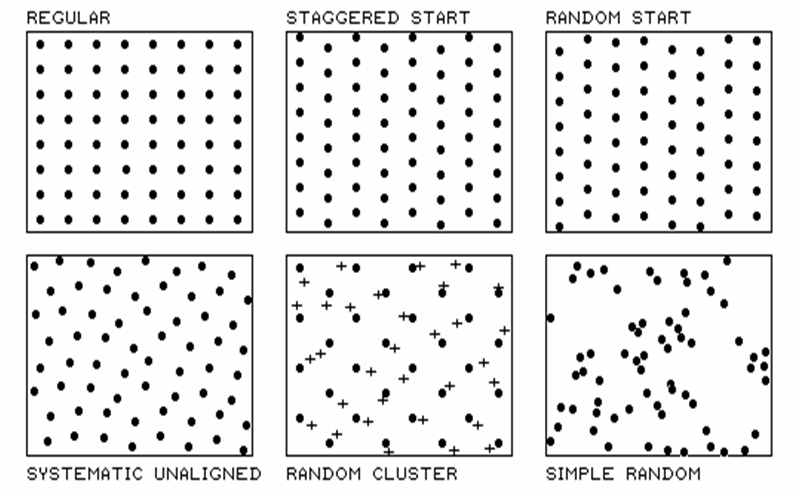 REGULAR
STAGGERED START
RANDOM START
SYSTEMATIC UNALIGNED
RANDOM CLUSTER
SIMPLE RANDOM